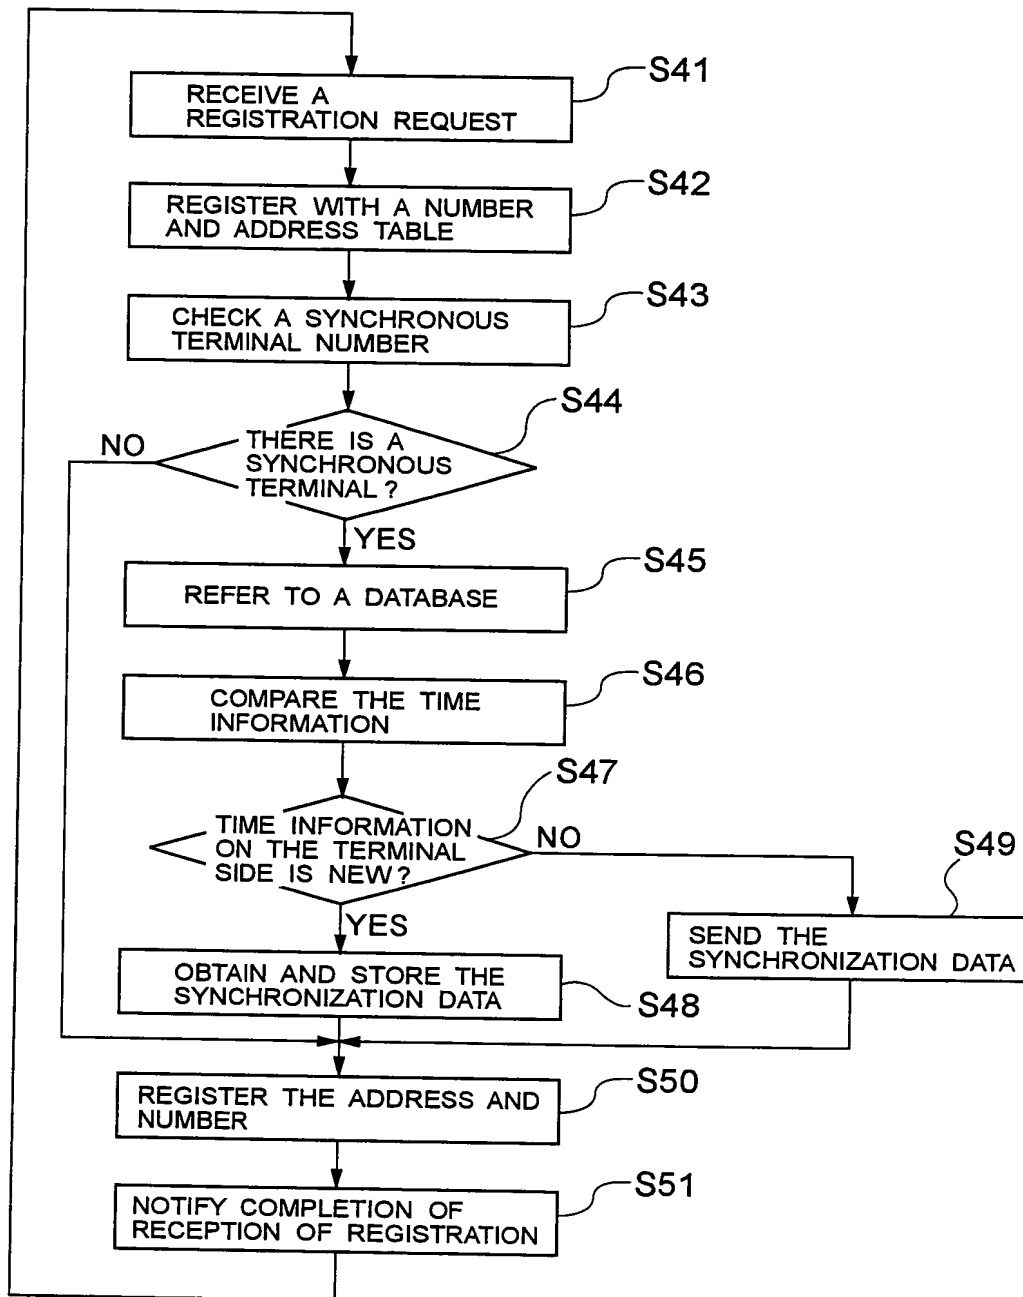 S41
RECEIVE A
REGISTRATION REQUEST
S42
REGISTER WITH A NUMBER
AND ADDRESS TABLE
S43
CHECK A SYNCHRONOUS
TERMINAL NUMBER
S44
NO
THERE IS A
SYNCHRONOUS
TERMINAL?
YES
S45
REFER TO A DATABASE
S46
COMPARE THE TIME
INFORMATION
S47
TIME INFORMATION
ON THE TERMINAL
SIDE IS NEW?
NO
YES
S49
SEND THE
SYNCHRONIZATION DATA
OBTAIN AND STORE THE
SYNCHRONIZATION DATA
S48
S50
REGISTER THE ADDRESS AND
NUMBER
S51
NOTIFY COMPLETION OF
RECEPTION OF REGISTRATION